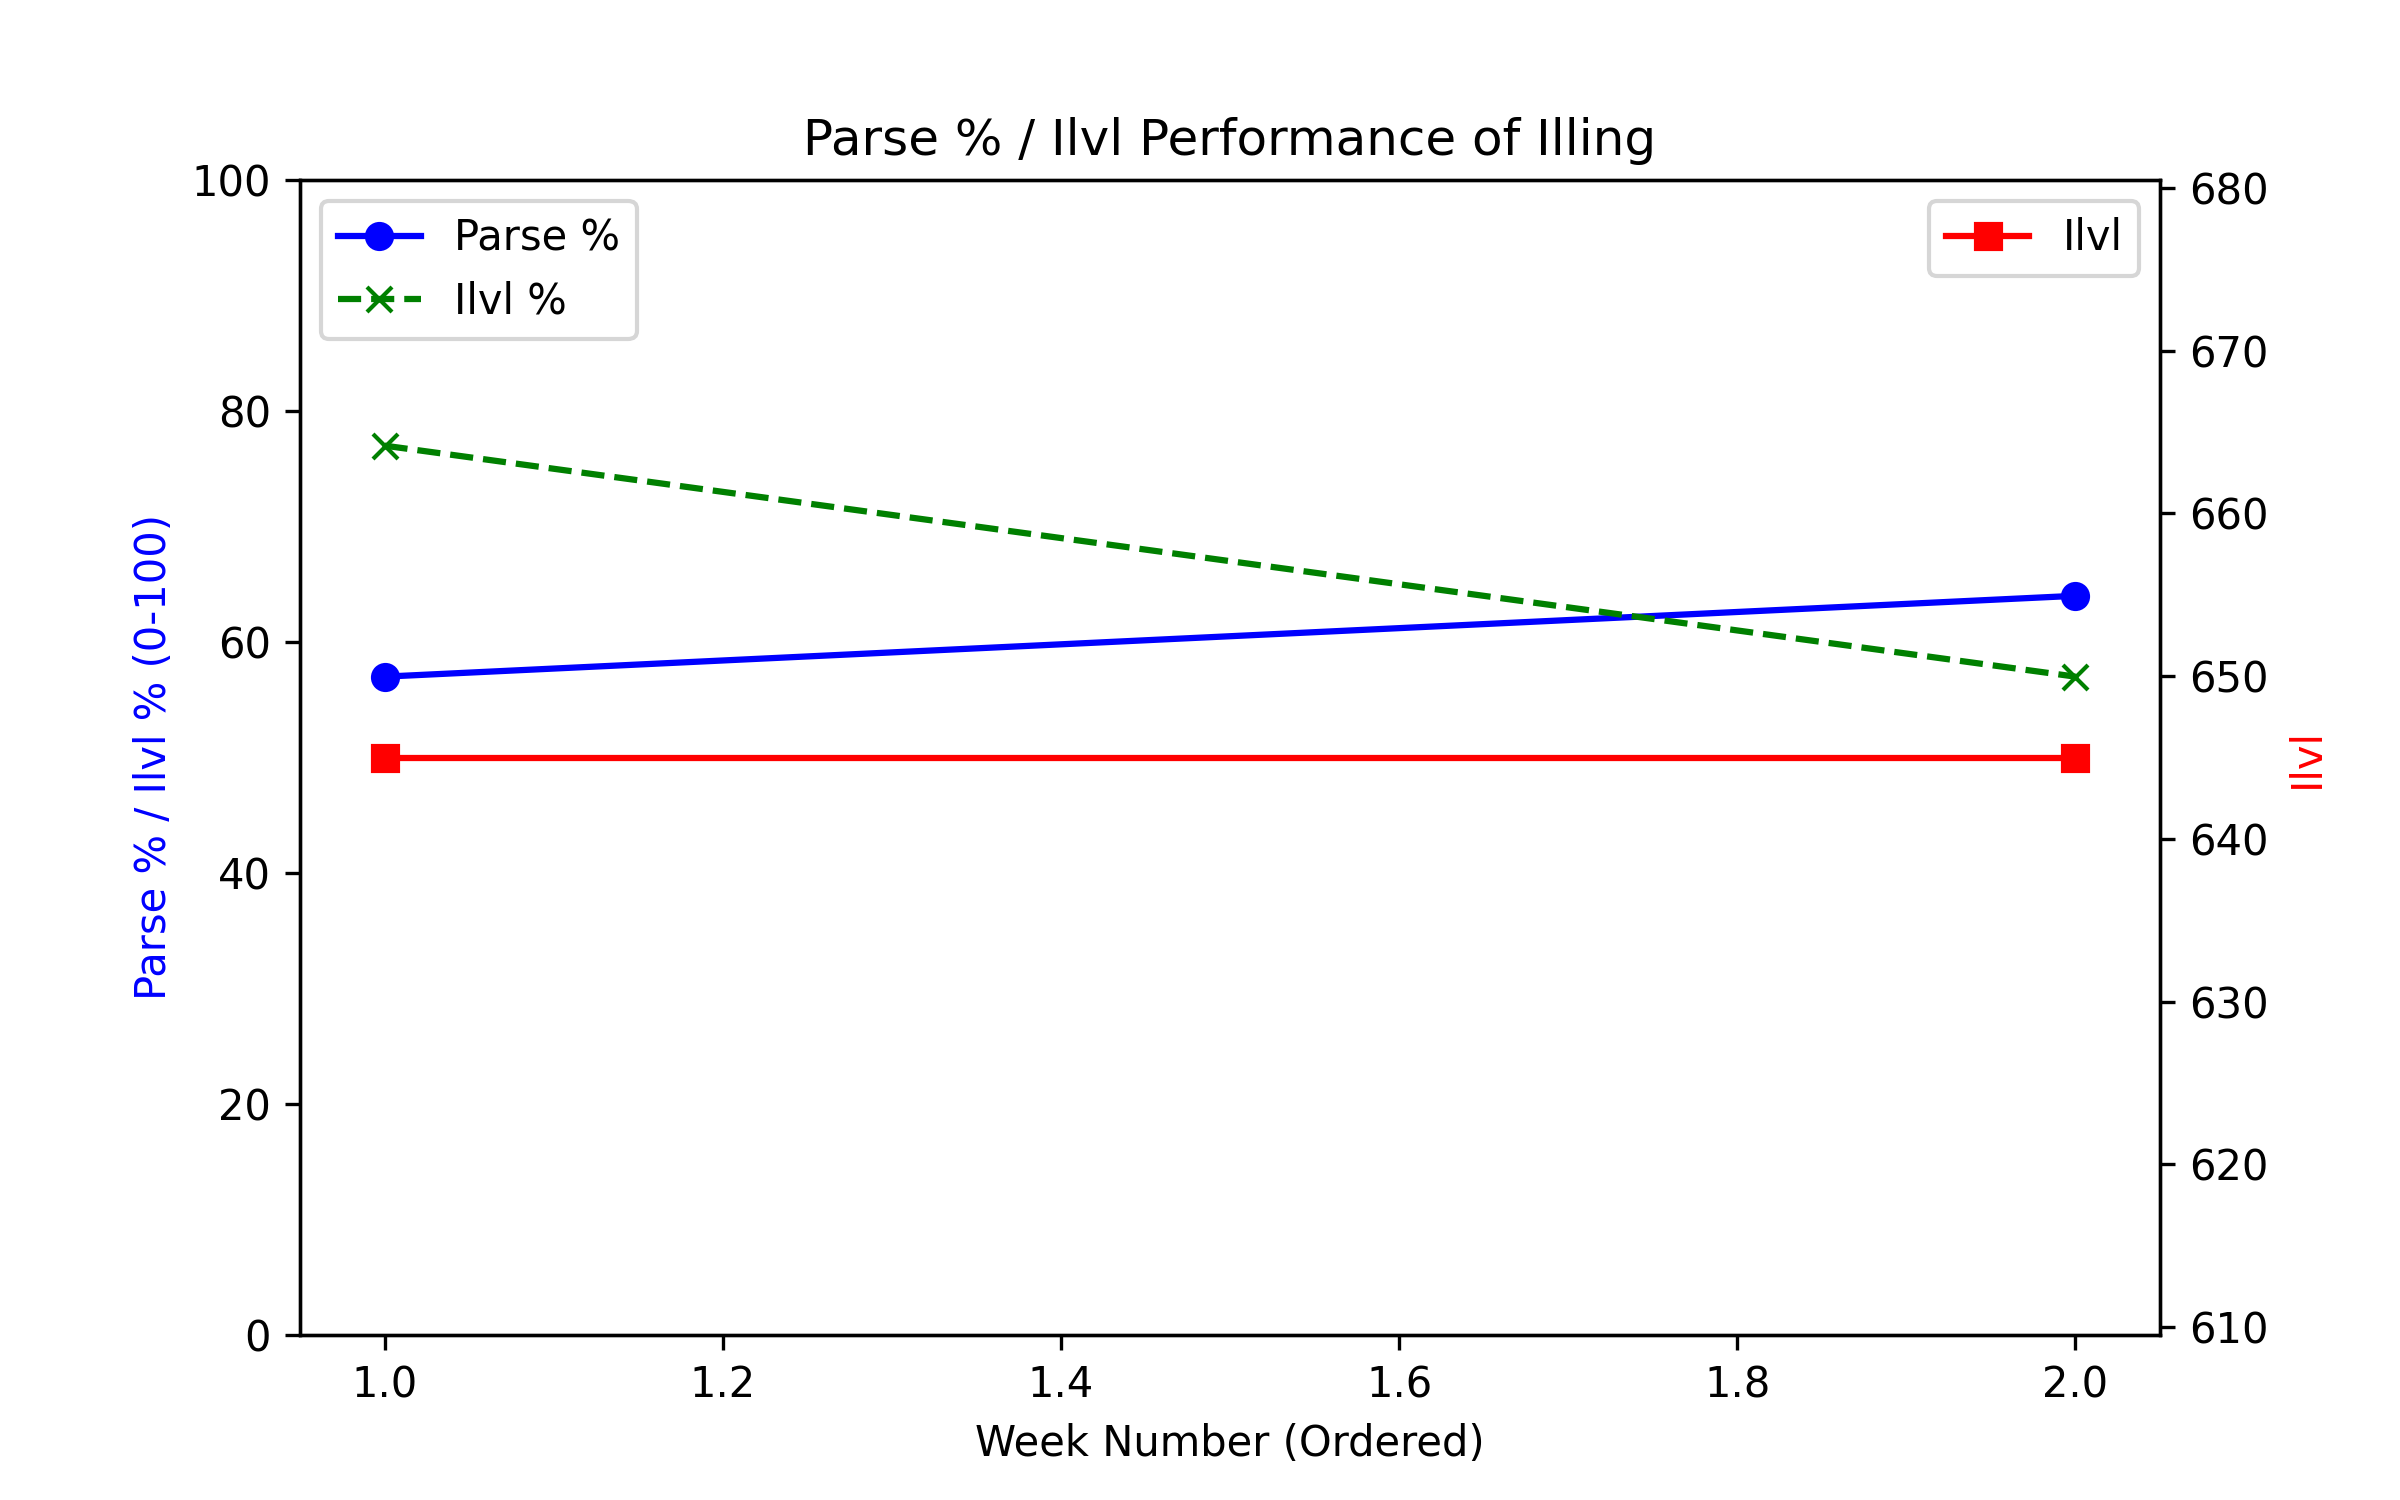 Parse % / Ilvl Performance of Illing
Parse %
Ilvl %
Ilvl
Parse % / Ilvl % (0-100)
100
80
60
40
20
0
680
670
660
650
640
630
620
610
Ilvl
1.0 1.2 1.4 1.6 1.8 2.0
Week Number (Ordered)